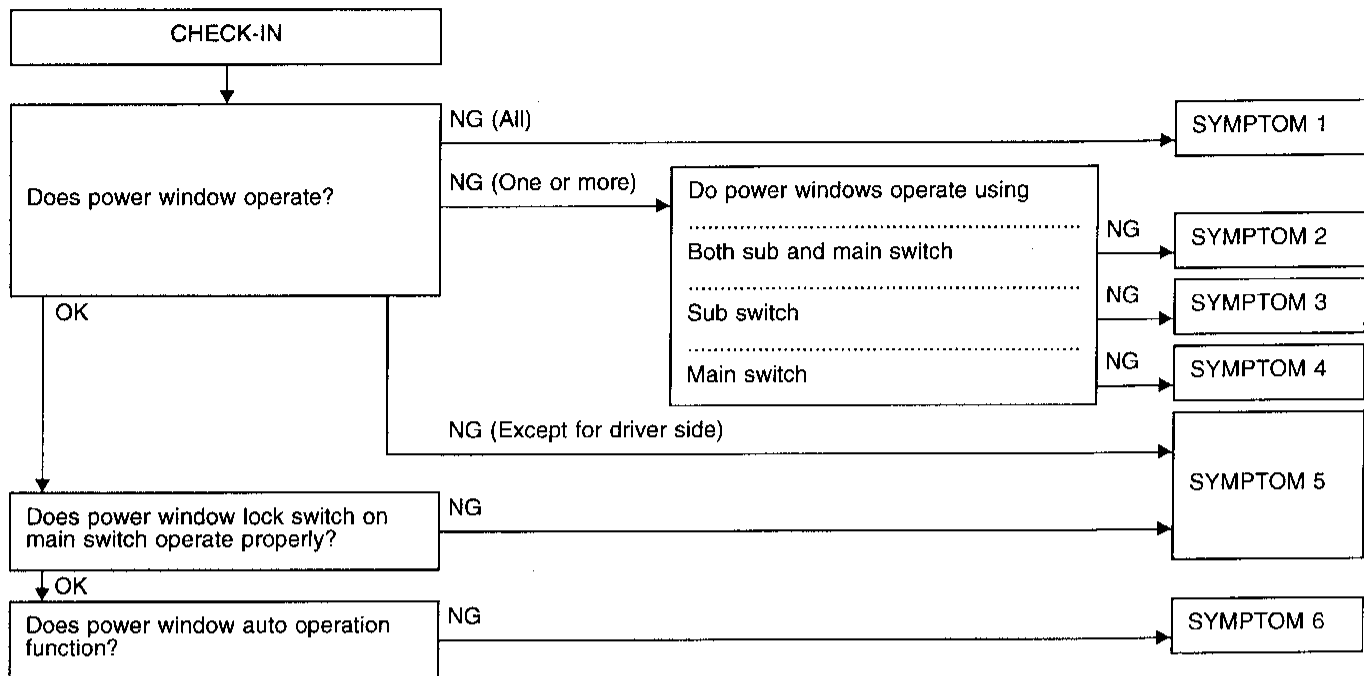 CHECK-IN
NG (All)
SYMPTOM 1
Does power window operate?
NG (One or more)
Do power windows operate using
Both sub and main switch
NG
SYMPTOM 2
Sub switch
NG
SYMPTOM 3
Main switch
NG
SYMPTOM 4
OK
NG (Except for driver side)
SYMPTOM 5
Does power window lock switch on
main switch operate properly?
NG
OK
Does power window auto operation
function?
NG
SYMPTOM 6